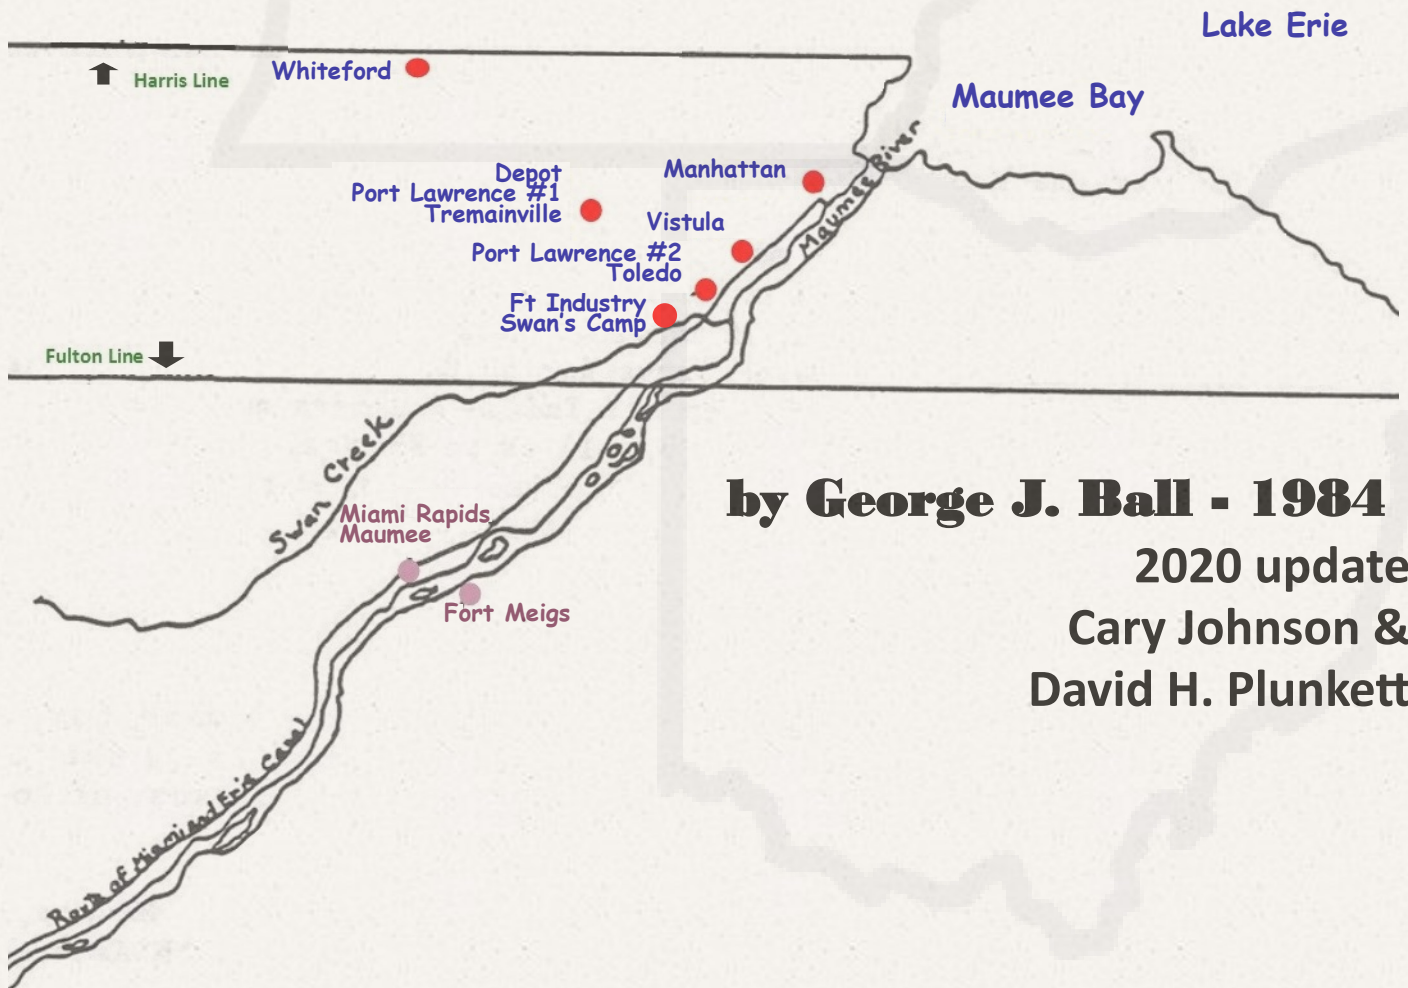 Lake Erie
Harris Line
Whiteford
Maumee Bay
Maumee River
Depot
Port Lawrence #1
Tremainville
Manhattan
Vistula
Port Lawrence #2
Toledo
Ft Industry
Swan's Camp
Fulton Line
Swan Creek
Miami Rapids
Maumee
Fort Meigs
by George J. Ball - 1984
2020 update
Cary Johnson &
David H. Plunkett
Route of Miami and Erie Canal